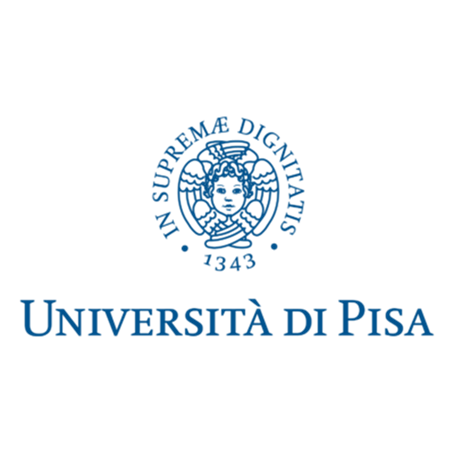 IN SUPREMÆ DIGNITATIS
• 1343 •
UNIVERSITÀ DI PISA